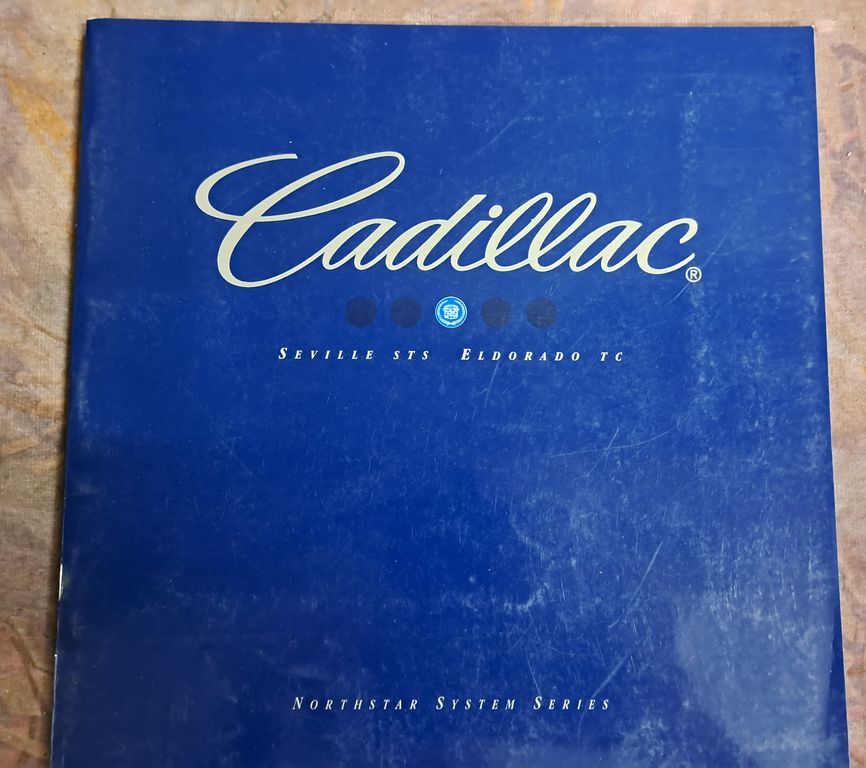 Cadillac®
SEVILLE STS ELDORADO TC
NORTHSTAR SYSTEM SERIES